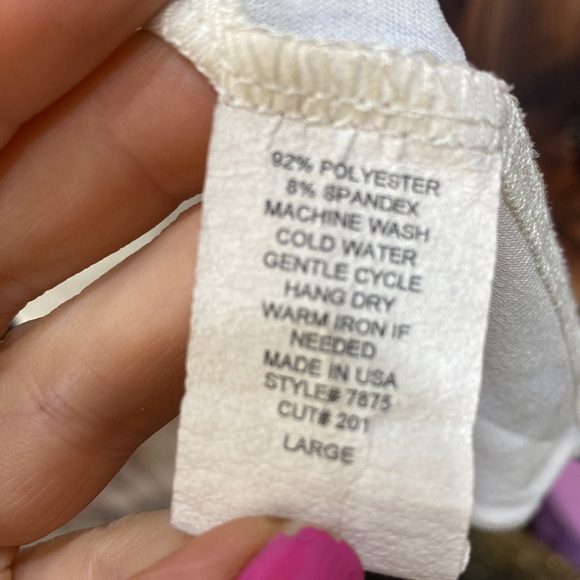 92% POLYESTER
8% SPANDEX
MACHINE WASH
COLD WATER
GENTLE CYCLE
HANG DRY
WARM IRON IF
NEEDED
MADE IN USA
STYLE# 7875
CUT# 201
LARGE